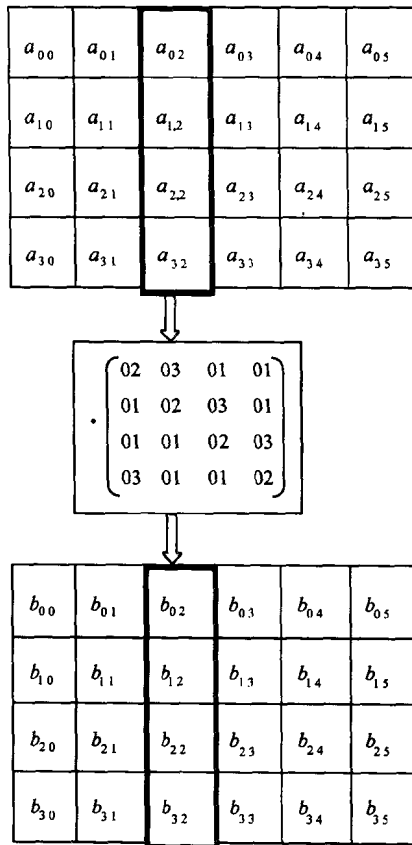 a00 a01 a02 a03 a04 a05
a10 a11 a1,2 a13 a14 a15
a20 a21 a2,2 a23 a24 a25
a30 a31 a32 a33 a34 a35
02 03 01 01
01 02 03 01
01 01 02 03
03 01 01 02
b00 b01 b02 b03 b04 b05
b10 b11 b12 b13 b14 b15
b20 b21 b22 b23 b24 b25
b30 b31 b32 b33 b34 b35